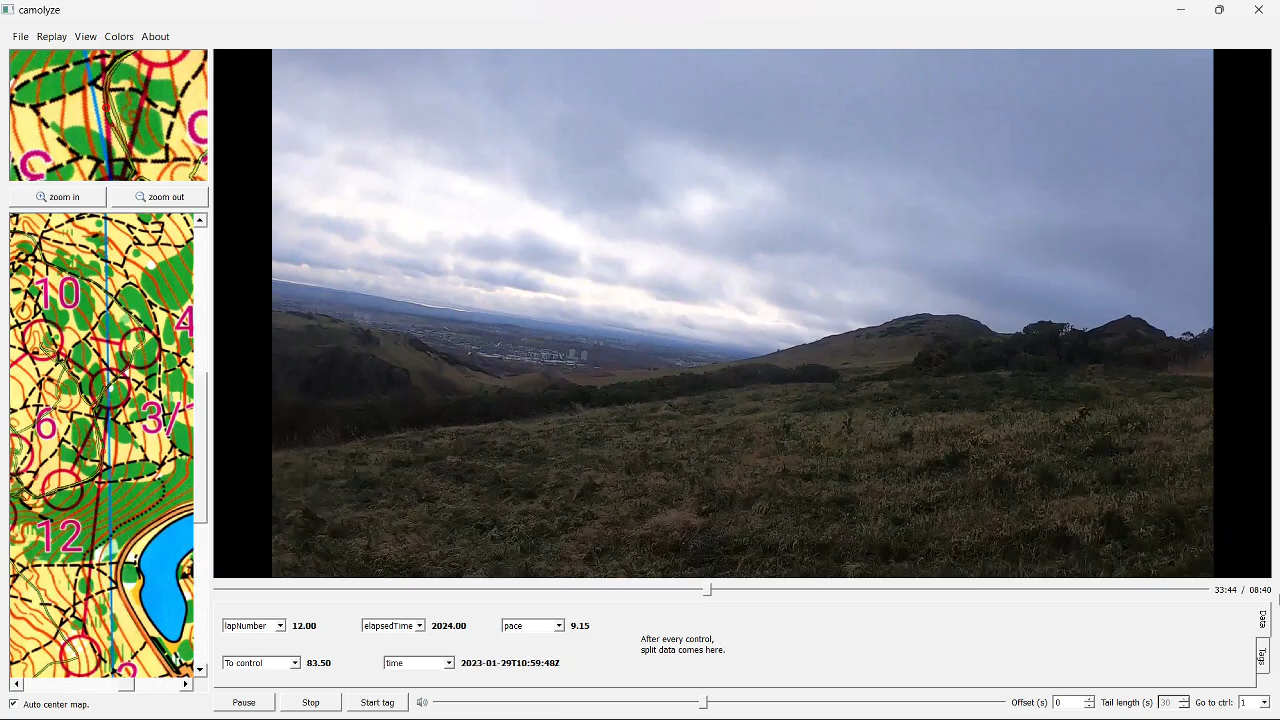 camolyze
File Replay View Colors About
zoom in zoom out
10
4
6
3/
12
lapNumber 12.00 elapsedTime 2024.00 pace 9.15
To control 83.50 time 2023-01-29T10:59:48Z
After every control,
split data comes here.
33:44 / 08:40
Data
Tags
Auto center map.
Pause Stop Start tag Offset (s) 0 Tail length (s) 30 Go to ctrl: 1